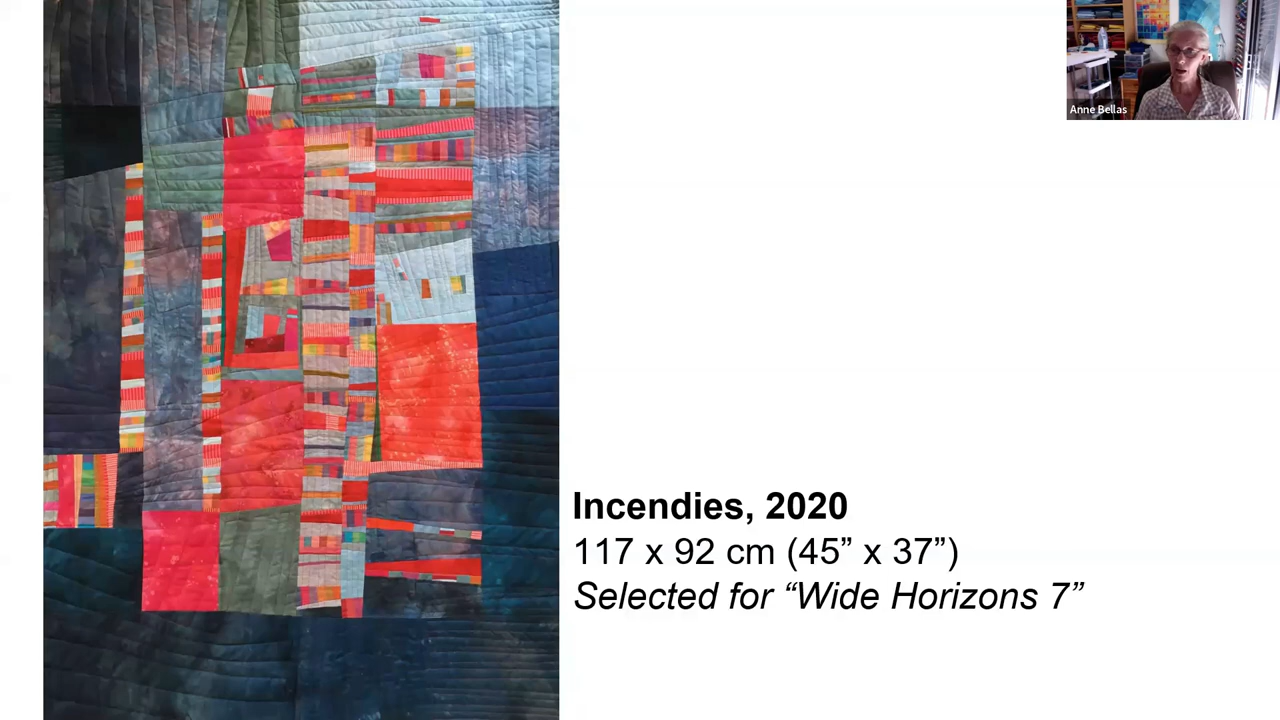 Anne Bellas
Incendies, 2020
117 x 92 cm (45” x 37”)
Selected for “Wide Horizons 7”